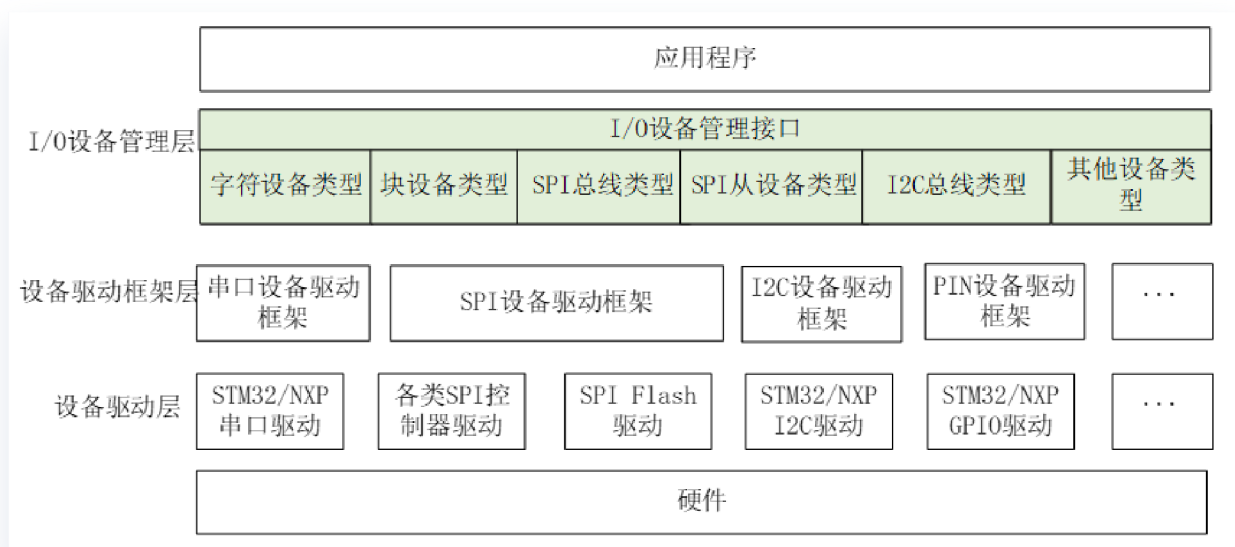 应用程序
I/O设备管理层
I/O设备管理接口
字符设备类型 块设备类型 SPI总线类型 SPI从设备类型 I2C总线类型 其他设备类
型
设备驱动框架层
串口设备驱动
框架
SPI设备驱动框架
I2C设备驱动
框架
PIN设备驱动
框架
...
设备驱动层
STM32/NXP
串口驱动
各类SPI控
制器驱动
SPI Flash
驱动
STM32/NXP
I2C驱动
STM32/NXP
GPIO驱动
...
硬件